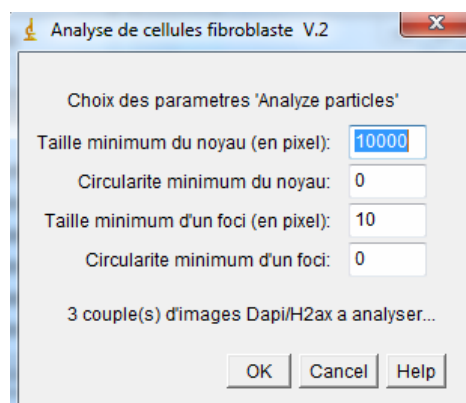 Analyse de cellules fibroblaste V.2
Choix des parametres 'Analyze particles'
Taille minimum du noyau (en pixel): 10000
Circularite minimum du noyau: 0
Taille minimum d'un foci (en pixel): 10
Circularite minimum d'un foci: 0
3 couple(s) d'images Dapi/H2ax a analyser...
OK Cancel Help